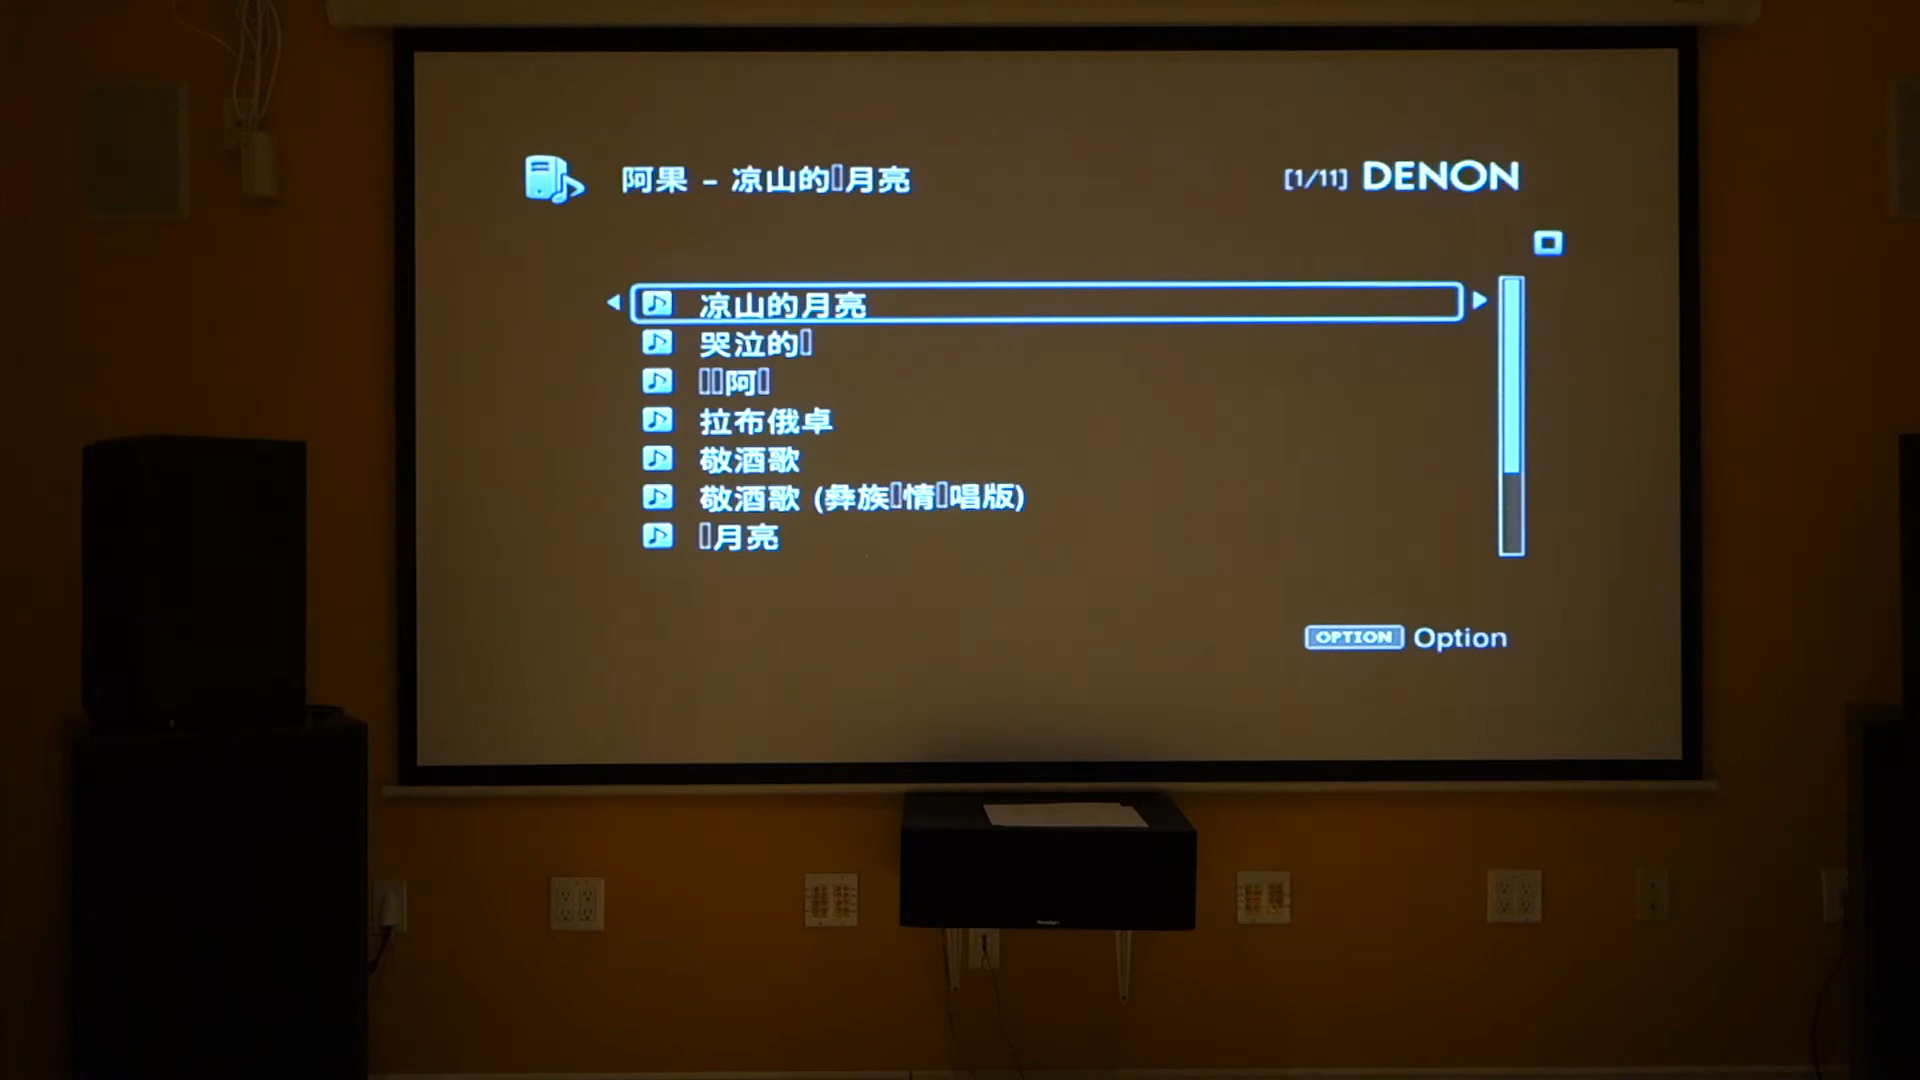 阿果 – 凉山的▯月亮
[1/11] DENON
凉山的月亮
哭泣的▯
▯▯阿▯
拉布俄卓
敬酒歌
敬酒歌 (彝族▯情▯唱版)
▯月亮
OPTION Option